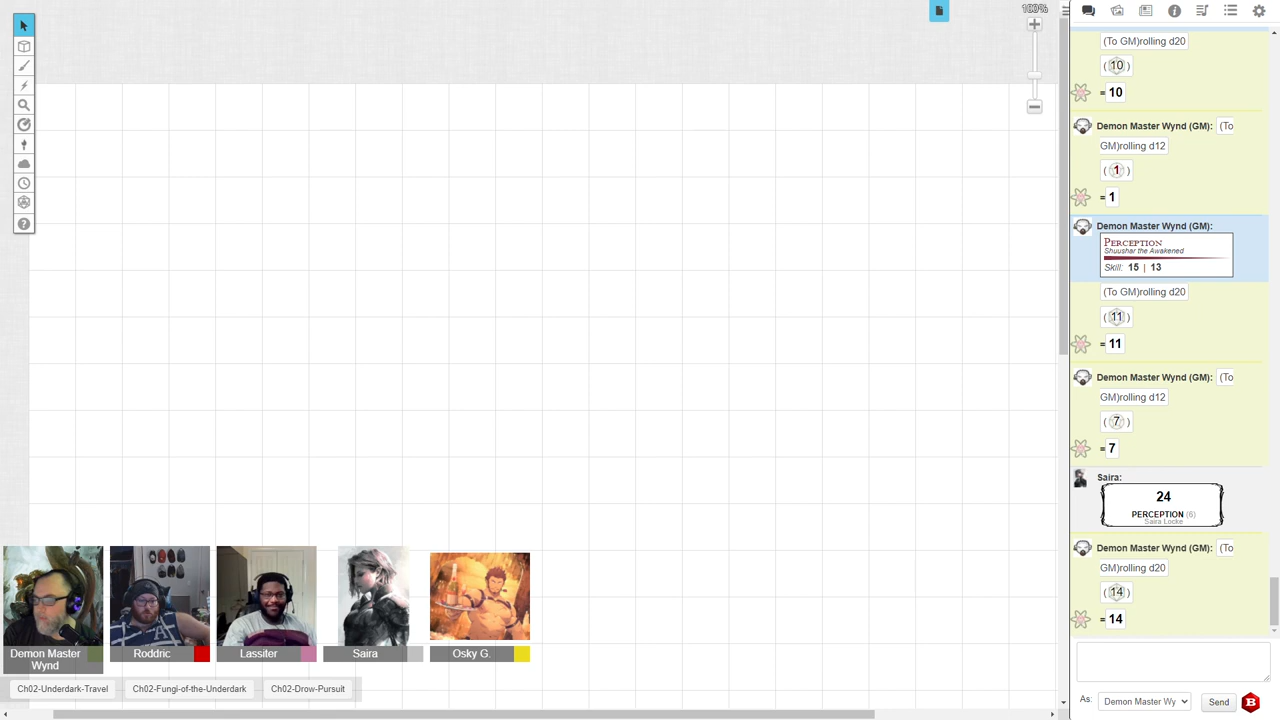 100%
(To GM)rolling d20
(10)
=10
Demon Master Wynd (GM): (To
GM)rolling d12
(1)
=1
Demon Master Wynd (GM):
PERCEPTION
Shuushar the Awakened
Skill: 15 | 13
(To GM)rolling d20
(11)
=11
Demon Master Wynd (GM): (To
GM)rolling d12
(7)
=7
Saira:
24
PERCEPTION (6)
Saira Locke
Demon Master Wynd (GM): (To
GM)rolling d20
(14)
=14
As: Demon Master Wy Send
Demon Master
Wynd
Roddric
Lassiter
Saira
Osky G.
Ch02-Underdark-Travel
Ch02-Fungi-of-the-Underdark
Ch02-Drow-Pursuit